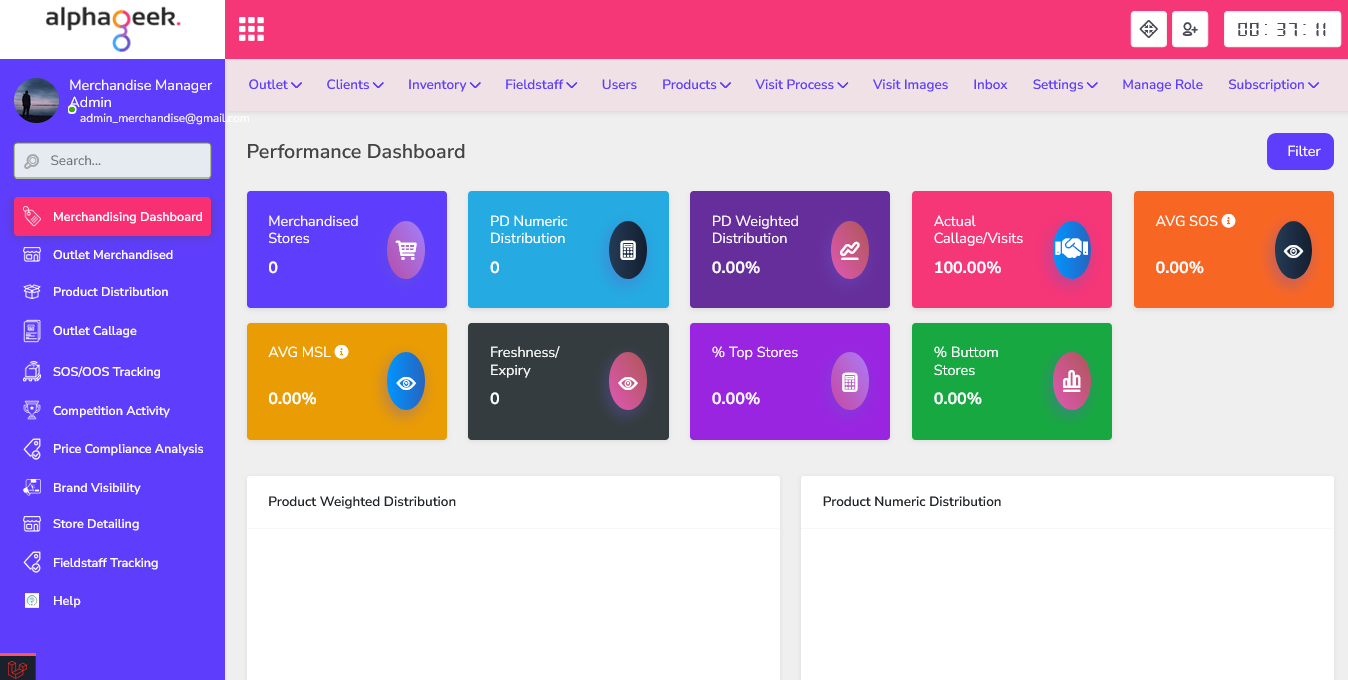 alphageek.
00: 37: 11
Merchandise Manager
Admin
admin_merchandise@gmail.com
Search...
Merchandising Dashboard
Outlet Merchandised
Product Distribution
Outlet Callage
SOS/OOS Tracking
Competition Activity
Price Compliance Analysis
Brand Visibility
Store Detailing
Fieldstaff Tracking
Help
Outlet Clients Inventory Fieldstaff Users Products Visit Process Visit Images Inbox Settings Manage Role Subscription
Performance Dashboard
Filter
Merchandised
Stores
0
PD Numeric
Distribution
0
PD Weighted
Distribution
0.00%
Actual
Callage/Visits
100.00%
AVG SOS
0.00%
AVG MSL
0.00%
Freshness/
Expiry
0
% Top Stores
0.00%
% Buttom
Stores
0.00%
Product Weighted Distribution
Product Numeric Distribution